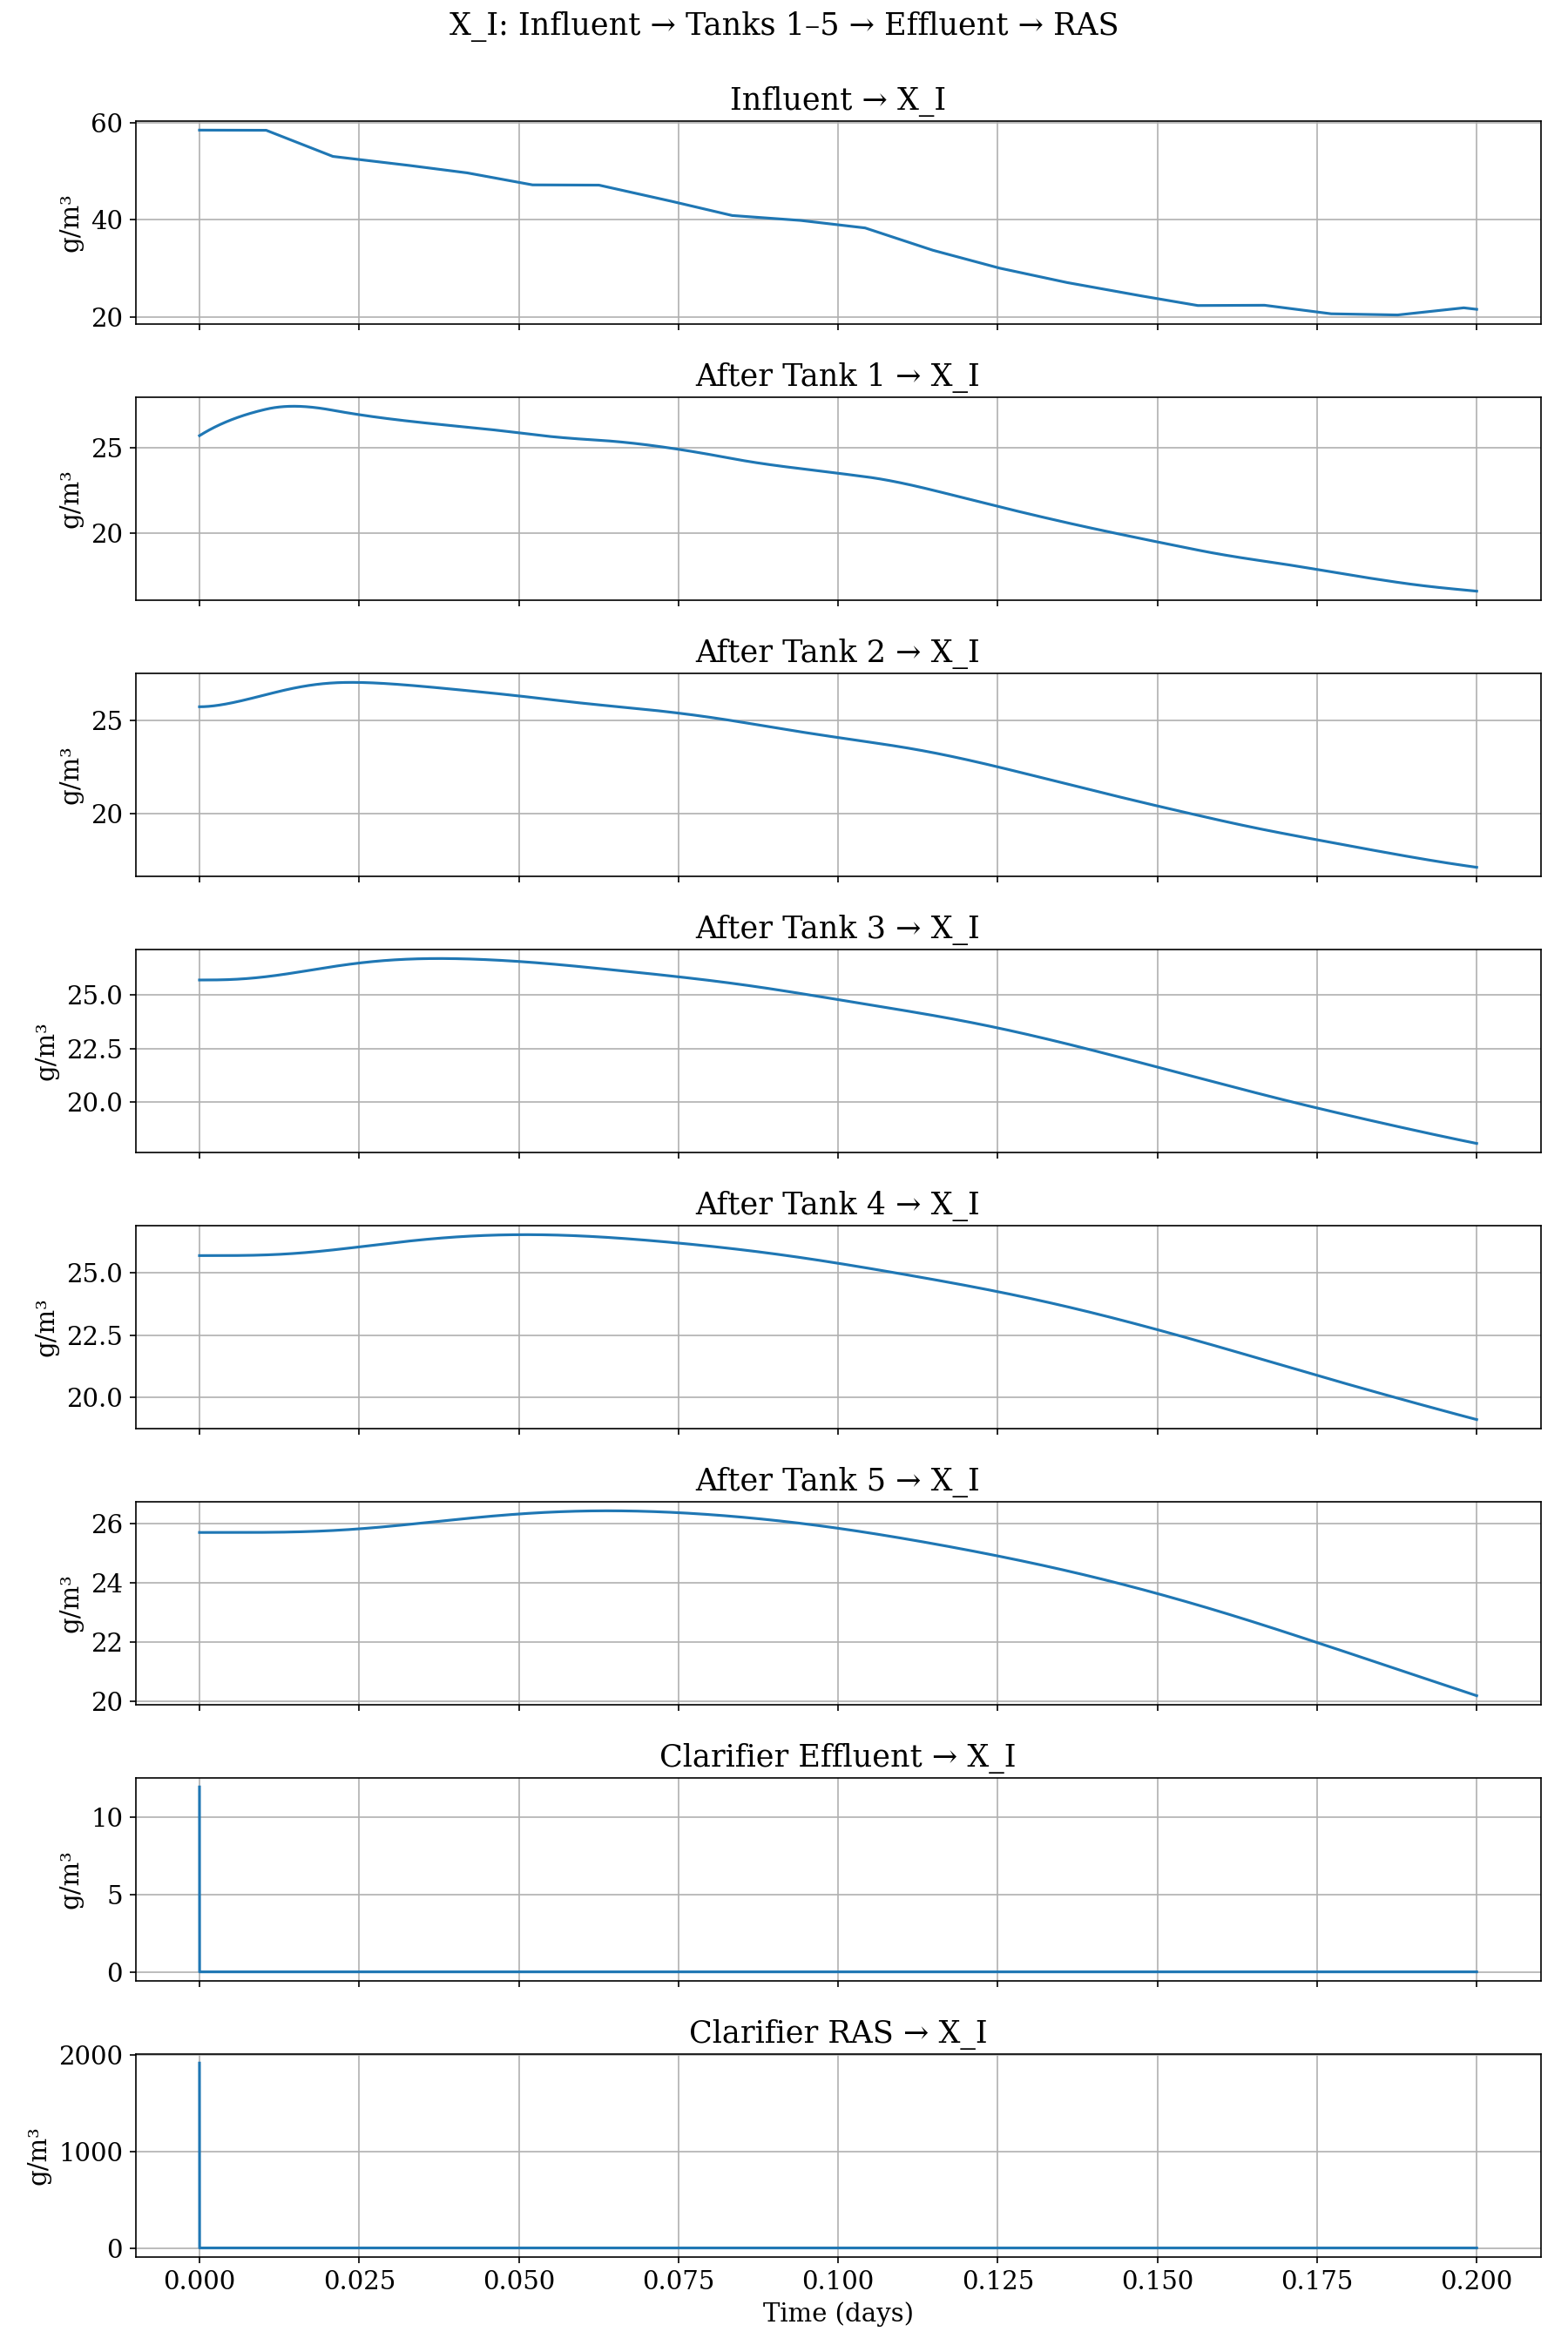 X_I: Influent → Tanks 1–5 → Effluent → RAS
Influent → X_I
60
40
20
g/m³
After Tank 1 → X_I
25
20
g/m³
After Tank 2 → X_I
25
20
g/m³
After Tank 3 → X_I
25.0
22.5
20.0
g/m³
After Tank 4 → X_I
25.0
22.5
20.0
g/m³
After Tank 5 → X_I
26
24
22
20
g/m³
Clarifier Effluent → X_I
10
5
0
g/m³
Clarifier RAS → X_I
2000
1000
0
g/m³
0.000 0.025 0.050 0.075 0.100 0.125 0.150 0.175 0.200
Time (days)